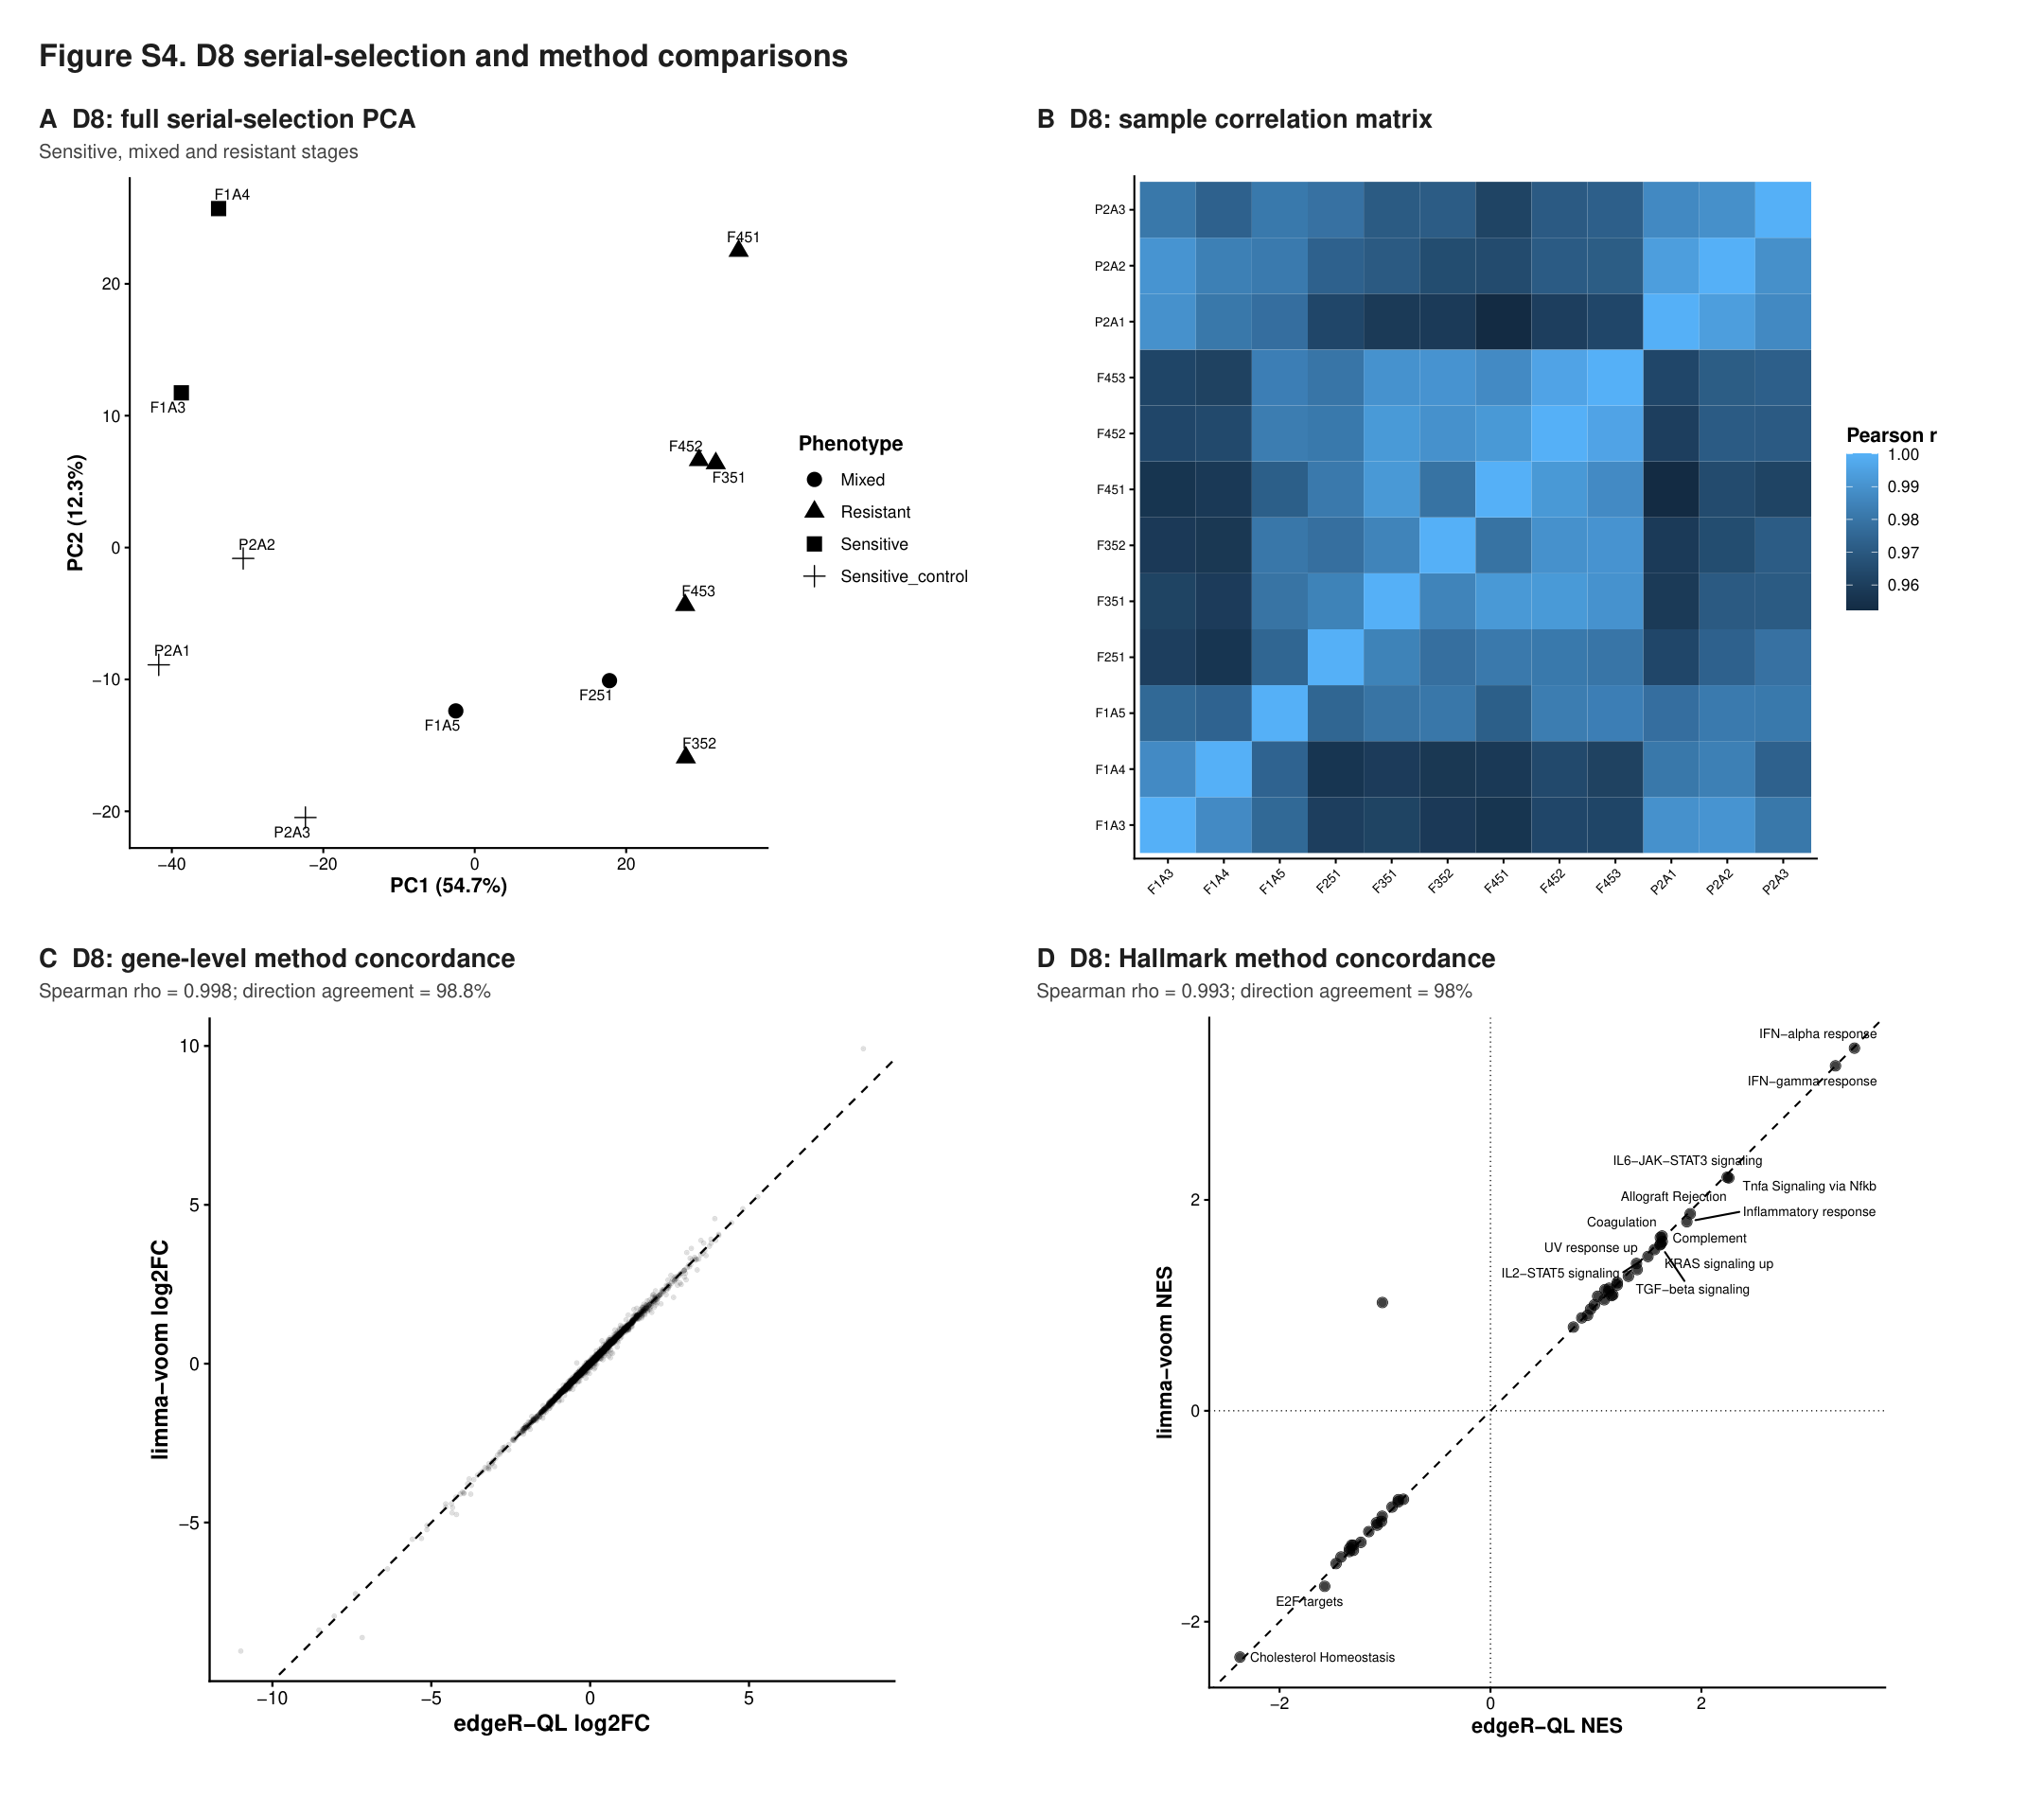 Figure S4. D8 serial-selection and method comparisons
A D8: full serial-selection PCA
Sensitive, mixed and resistant stages
F1A4
F451
20
F1A3
10
F452
F351
P2A2
0
F453
P2A1
−10
F251
F1A5
F352
−20
P2A3
−40
−20
0
20
PC1 (54.7%)
PC2 (12.3%)
Phenotype
Mixed
Resistant
Sensitive
Sensitive_control
B D8: sample correlation matrix
P2A3
P2A2
P2A1
F453
F452
F451
F352
F351
F251
F1A5
F1A4
F1A3
F1A3
F1A4
F1A5
F251
F351
F352
F451
F452
F453
P2A1
P2A2
P2A3
Pearson r
1.00
0.99
0.98
0.97
0.96
C D8: gene-level method concordance
Spearman rho = 0.998; direction agreement = 98.8%
10
5
0
−5
−10
−5
0
5
edgeR−QL log2FC
limma−voom log2FC
D D8: Hallmark method concordance
Spearman rho = 0.993; direction agreement = 98%
IFN−alpha response
IFN−gamma response
IL6−JAK−STAT3 signaling
Tnfa Signaling via Nfkb
Allograft Rejection
Inflammatory response
Coagulation
Complement
UV response up
KRAS signaling up
IL2−STAT5 signaling
TGF−beta signaling
E2F targets
Cholesterol Homeostasis
2
0
−2
−2
0
2
edgeR−QL NES
limma−voom NES